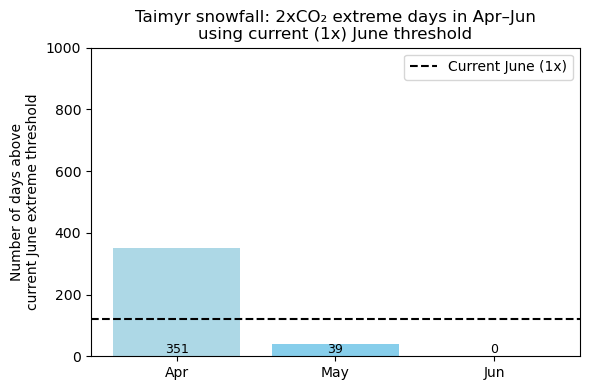 Taimyr snowfall: 2xCO₂ extreme days in Apr–Jun
using current (1x) June threshold
Number of days above
current June extreme threshold
1000
800
600
400
200
0
Current June (1x)
351
39
0
Apr
May
Jun